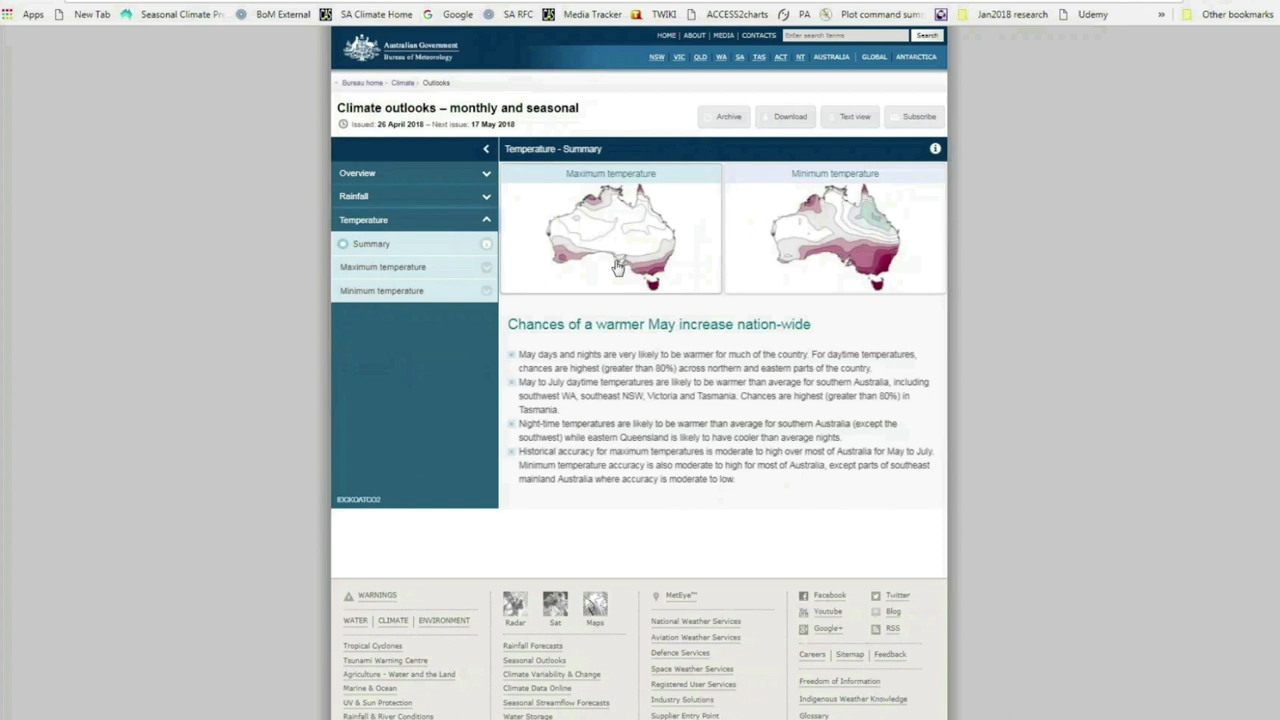 Apps New Tab Seasonal Climate Pr BoM External SA Climate Home Google SA RFC Media Tracker TWIKI ACCESS2charts PA Plot command sum Jan2018 research Udemy » Other bookmarks
Australian Government
Bureau of Meteorology
HOME | ABOUT | MEDIA | CONTACTS Enter search terms Search
NSW VIC QLD WA SA TAS ACT NT AUSTRALIA GLOBAL ANTARCTICA
Bureau home Climate Outlooks
Climate outlooks – monthly and seasonal
Issued: 26 April 2018 – Next issue: 17 May 2018
Archive Download Text view Subscribe
Overview
Rainfall
Temperature
Summary
Maximum temperature
Minimum temperature
IDCKOATCO2
Temperature - Summary
Maximum temperature Minimum temperature
Chances of a warmer May increase nation-wide
May days and nights are very likely to be warmer for much of the country. For daytime temperatures,
chances are highest (greater than 80%) across northern and eastern parts of the country.
May to July daytime temperatures are likely to be warmer than average for southern Australia, including
southwest WA, southeast NSW, Victoria and Tasmania. Chances are highest (greater than 80%) in
Tasmania.
Night-time temperatures are likely to be warmer than average for southern Australia (except the
southwest) while eastern Queensland is likely to have cooler than average nights.
Historical accuracy for maximum temperatures is moderate to high over most of Australia for May to July.
Minimum temperature accuracy is also moderate to high for most of Australia, except parts of southeast
mainland Australia where accuracy is moderate to low.
WARNINGS
WATER | CLIMATE | ENVIRONMENT
Tropical Cyclones
Tsunami Warning Centre
Agriculture - Water and the Land
Marine & Ocean
UV & Sun Protection
Rainfall & River Conditions
Radar Sat Maps
Rainfall Forecasts
Seasonal Outlooks
Climate Variability & Change
Climate Data Online
Seasonal Streamflow Forecasts
Water Storage
MetEye™
National Weather Services
Aviation Weather Services
Defence Services
Space Weather Services
Registered User Services
Industry Solutions
Supplier Entry Point
Facebook Twitter
Youtube Blog
Google+ RSS
Careers | Sitemap | Feedback
Freedom of Information
Indigenous Weather Knowledge
Glossary